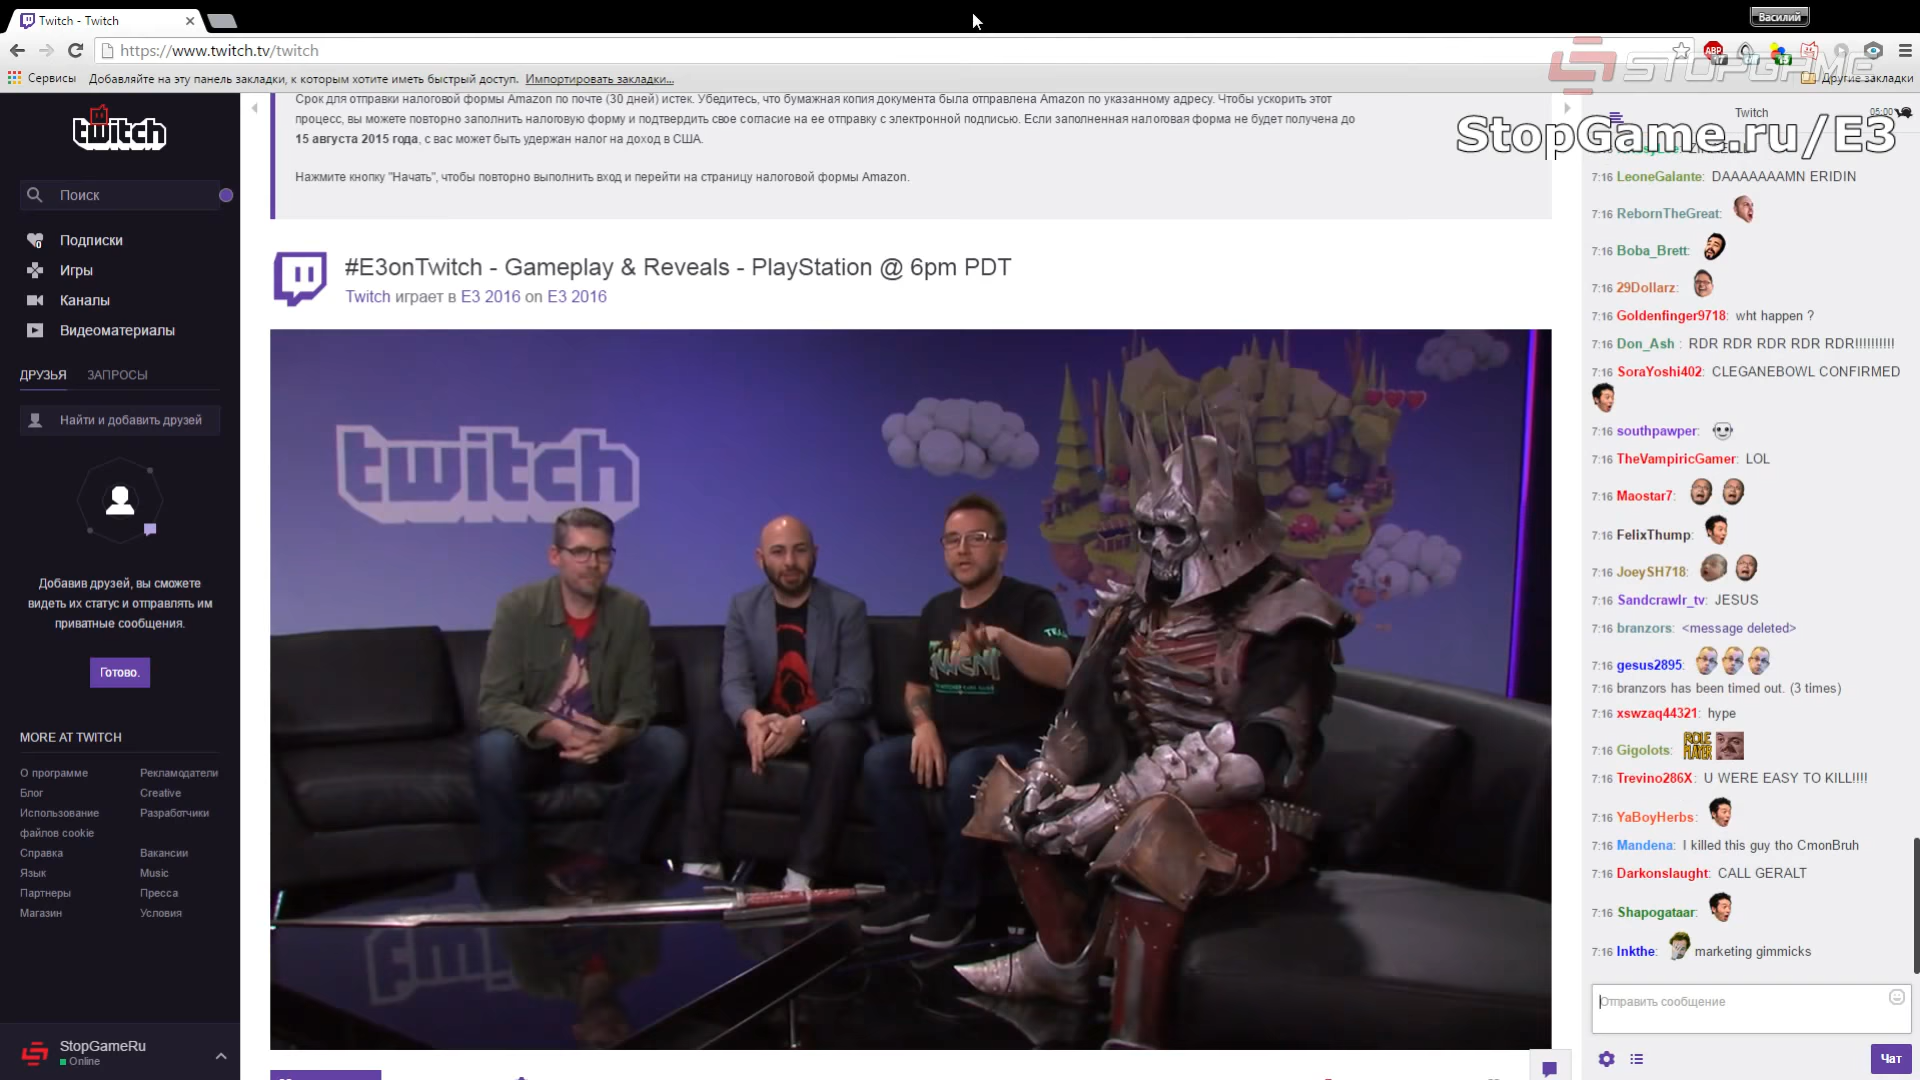 Twitch - Twitch
Василий
https://www.twitch.tv/twitch
Сервисы
Добавляйте на эту панель закладки, к которым хотите иметь быстрый доступ. Импортировать закладки...
Другие закладки
STOPGAME
StopGame.ru/E3
twitch
Поиск
Подписки
Игры
Каналы
Видеоматериалы
ДРУЗЬЯ ЗАПРОСЫ
Найти и добавить друзей
Добавив друзей, вы сможете
видеть их статус и отправлять им
приватные сообщения.
Готово.
MORE AT TWITCH
О программе Рекламодатели
Блог Creative
Использование Разработчики
файлов cookie
Справка Вакансии
Язык Music
Партнеры Пресса
Магазин Условия
StopGameRu
Online
Срок для отправки налоговой формы Amazon по почте (30 дней) истек. Убедитесь, что бумажная копия документа была отправлена Amazon по указанному адресу. Чтобы ускорить этот
процесс, вы можете повторно заполнить налоговую форму и подтвердить свое согласие на ее отправку с электронной подписью. Если заполненная налоговая форма не будет получена до
15 августа 2015 года, с вас может быть удержан налог на доход в США.
Нажмите кнопку "Начать", чтобы повторно выполнить вход и перейти на страницу налоговой формы Amazon.
#E3onTwitch - Gameplay & Reveals - PlayStation @ 6pm PDT
Twitch играет в E3 2016 on E3 2016
twitch
GWENT
Twitch
05:00
7:16 LeoneGalante: DAAAAAAAMN ERIDIN
7:16 RebornTheGreat:
7:16 Boba_Brett:
7:16 29Dollarz:
7:16 Goldenfinger9718: wht happen ?
7:16 Don_Ash : RDR RDR RDR RDR RDR!!!!!!!!!!
7:16 SoraYoshi402: CLEGANEBOWL CONFIRMED
7:16 southpawper:
7:16 TheVampiricGamer: LOL
7:16 Maostar7:
7:16 FelixThump:
7:16 JoeySH718:
7:16 Sandcrawlr_tv: JESUS
7:16 branzors: <message deleted>
7:16 gesus2895:
7:16 branzors has been timed out. (3 times)
7:16 xswzaq44321: hype
7:16 Gigolots: ROLE PLAYER
7:16 Trevino286X: U WERE EASY TO KILL!!!!
7:16 YaBoyHerbs:
7:16 Mandena: I killed this guy tho CmonBruh
7:16 Darkonslaught: CALL GERALT
7:16 Shapogataar:
7:16 Inkthe: marketing gimmicks
Отправить сообщение
Чат